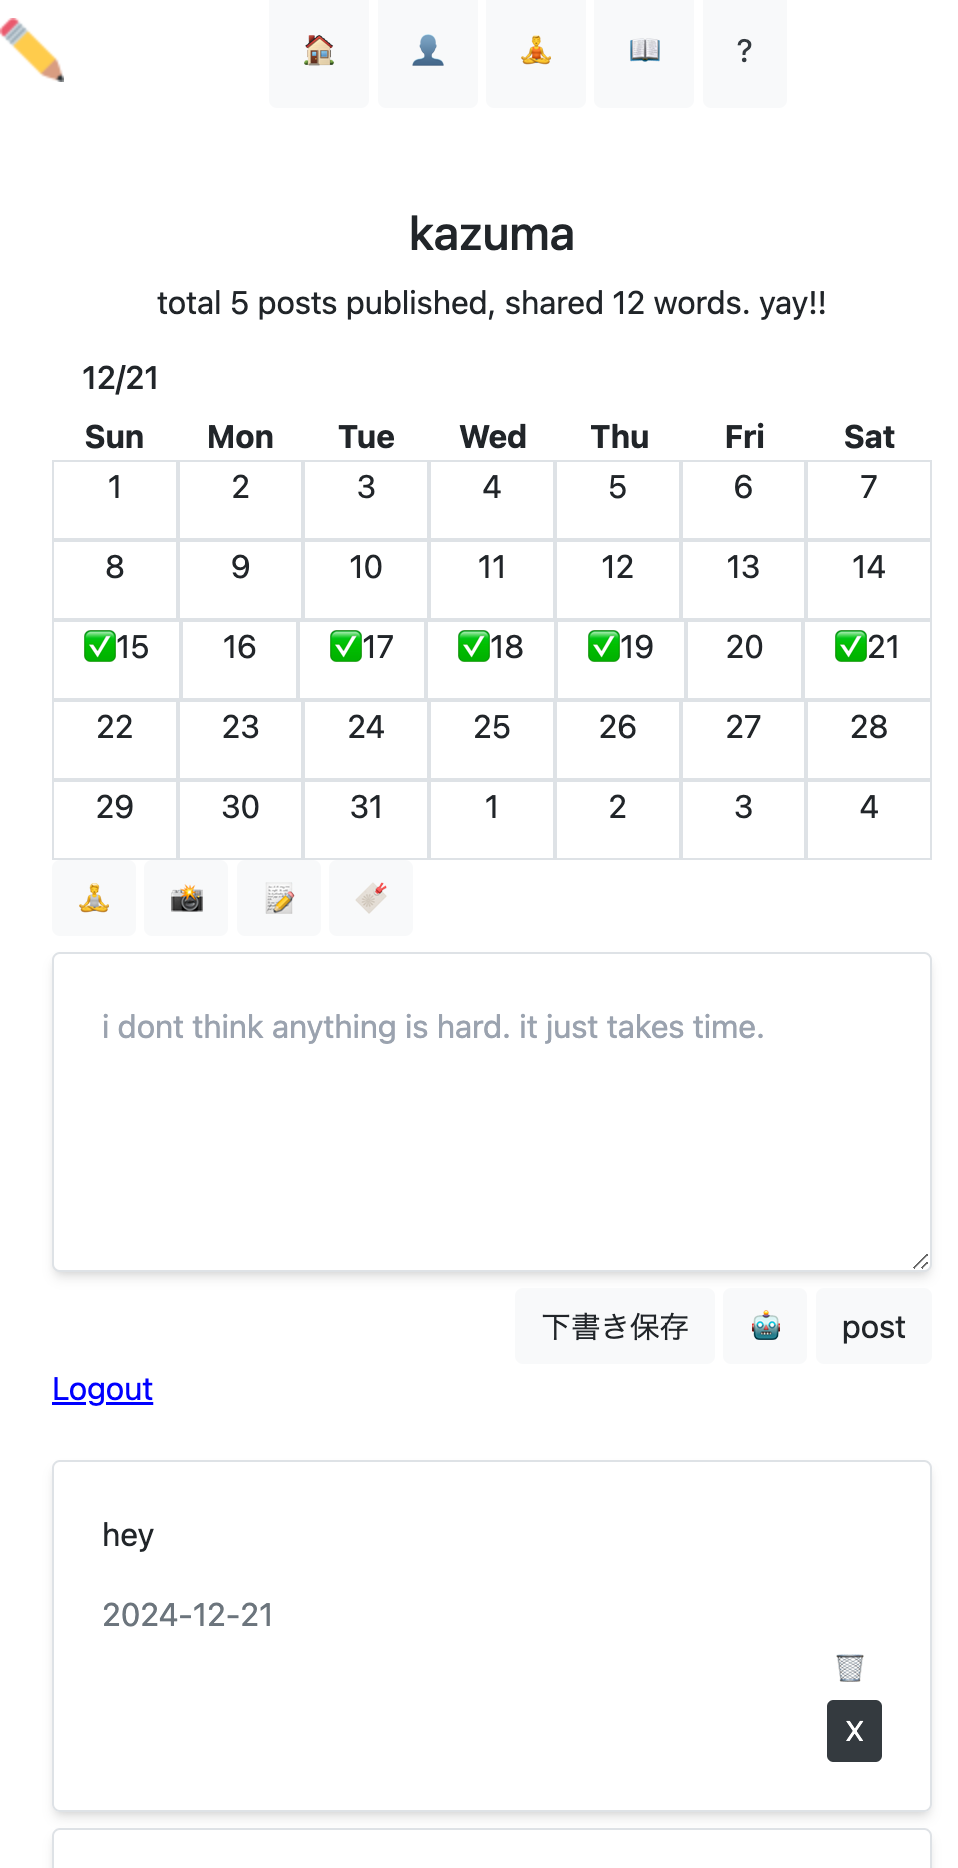 ?
kazuma
total 5 posts published, shared 12 words. yay!!
12/21
Sun Mon Tue Wed Thu Fri Sat
1 2 3 4 5 6 7
8 9 10 11 12 13 14
✅15 16 ✅17 ✅18 ✅19 20 ✅21
22 23 24 25 26 27 28
29 30 31 1 2 3 4
i dont think anything is hard. it just takes time.
下書き保存 post
Logout
hey
2024-12-21
X